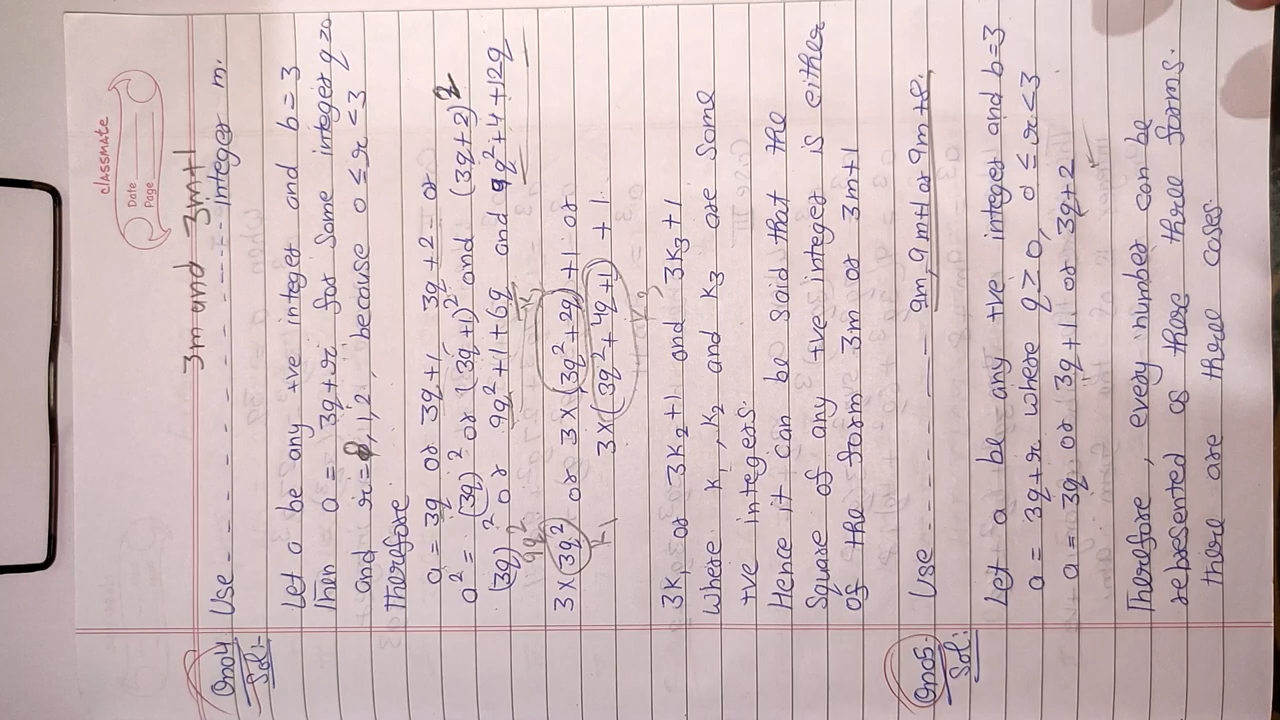 classmate
Date
Page
3m and 3m+1
Qno4 Use - - - - - - - - - - - integer m.
Sol:-
Let a be any +ve integer and b = 3
Then a = 3q+r for some integer q≥0
and r = 0, 1, 2, because 0 ≤ r < 3
Therefore
a = 3q or 3q+1, 3q+2 or
a² = (3q)² or (3q+1)² and (3q+2)²
(3q)² or 9q²+1+6q and 9q²+4+12q
9q²
3×(3q²) or 3×(3q²+2q)+1 or
K1
3×(3q²+4q+1)+1
3K1 or 3K2+1 and 3K3+1
Where K1, K2 and K3 are some
+ve integers.
Hence it can be said that the
Square of any +ve integer is either
of the form 3m or 3m+1
Qno5. Use - - - - - - - 9m, 9m+1 or 9m+8.
Sol:
Let a be any +ve integer and b=3
a = 3q+r where q ≥ 0, 0 ≤ r < 3
a = 3q or 3q+1 or 3q+2
Therefore, every number can be
represented of these three forms.
there are three cases.